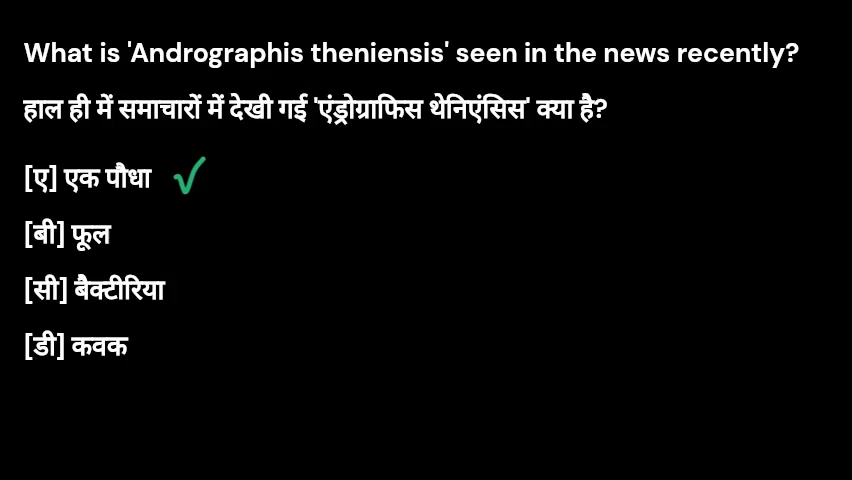 What is 'Andrographis theniensis' seen in the news recently?
हाल ही में समाचारों में देखी गई 'एंड्रोग्राफिस थेनिएंसिस' क्या है?
[ए] एक पौधा
[बी] फूल
[सी] बैक्टीरिया
[डी] कवक